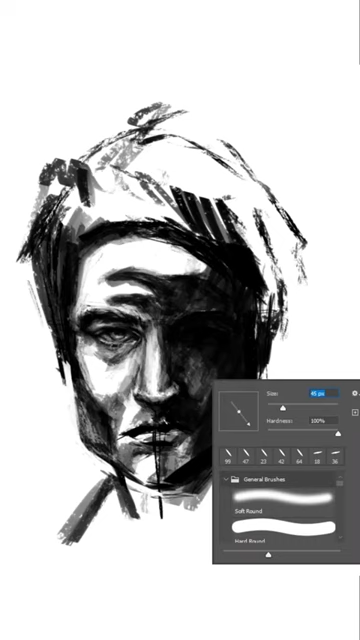 Size: 45 px
Hardness: 100%
99 47 23 42 64 18 36
General Brushes
Soft Round
Hard Round